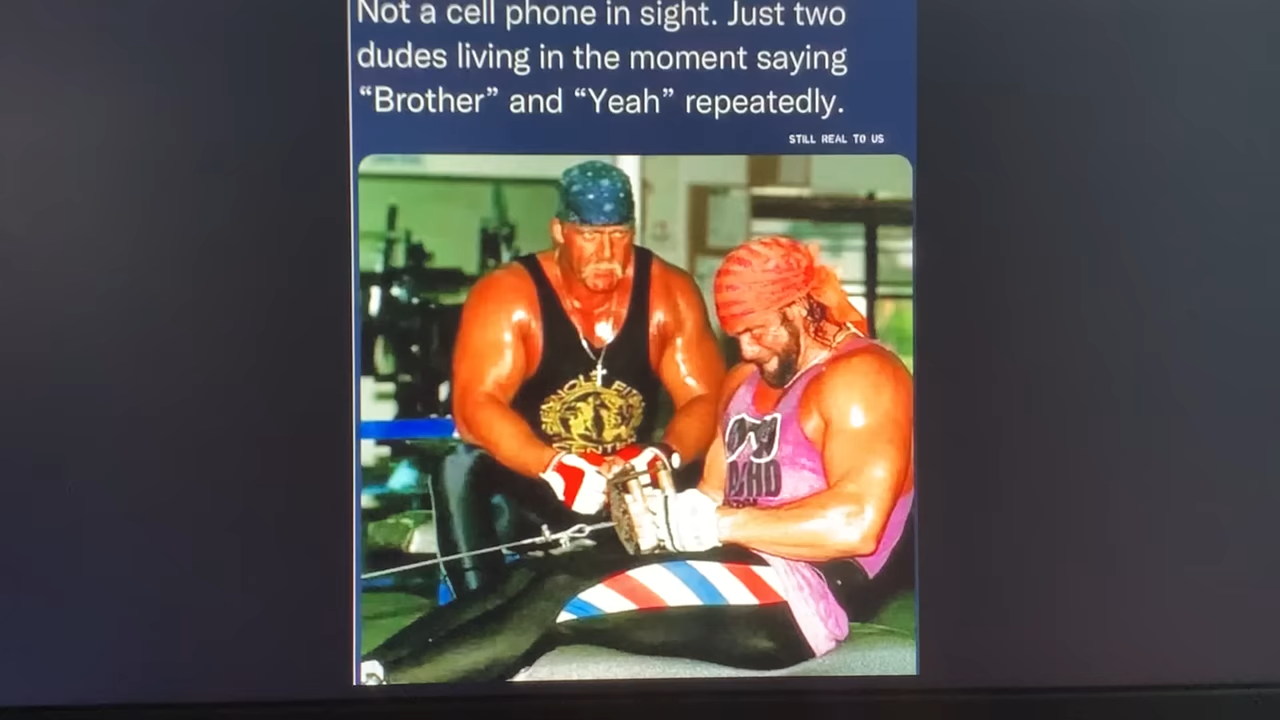 Not a cell phone in sight. Just two
dudes living in the moment saying
“Brother” and “Yeah” repeatedly.
STILL REAL TO US
CENTE